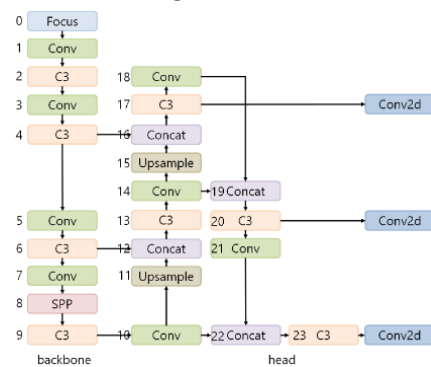 0 Focus
1 Conv
2 C3
3 Conv
4 C3
5 Conv
6 C3
7 Conv
8 SPP
9 C3
backbone
18 Conv
17 C3
16 Concat
15 Upsample
14 Conv
13 C3
12 Concat
11 Upsample
10 Conv
19 Concat
20 C3
21 Conv
22 Concat
23 C3
Conv2d
Conv2d
Conv2d
head